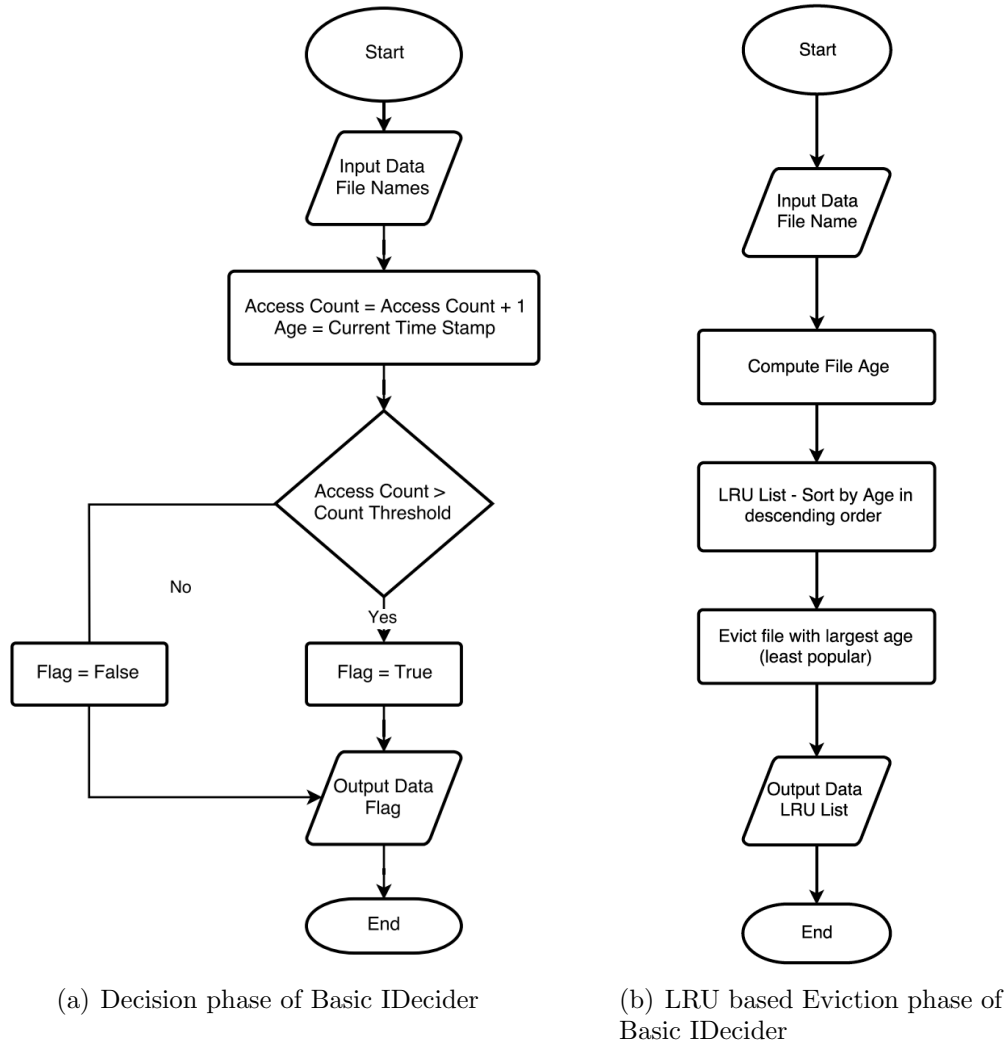 Start
Input Data
File Names
Access Count = Access Count + 1
Age = Current Time Stamp
Access Count >
Count Threshold
No
Yes
Flag = False
Flag = True
Output Data
Flag
End
(a) Decision phase of Basic IDecider
Start
Input Data
File Name
Compute File Age
LRU List - Sort by Age in
descending order
Evict file with largest age
(least popular)
Output Data
LRU List
End
(b) LRU based Eviction phase of
Basic IDecider